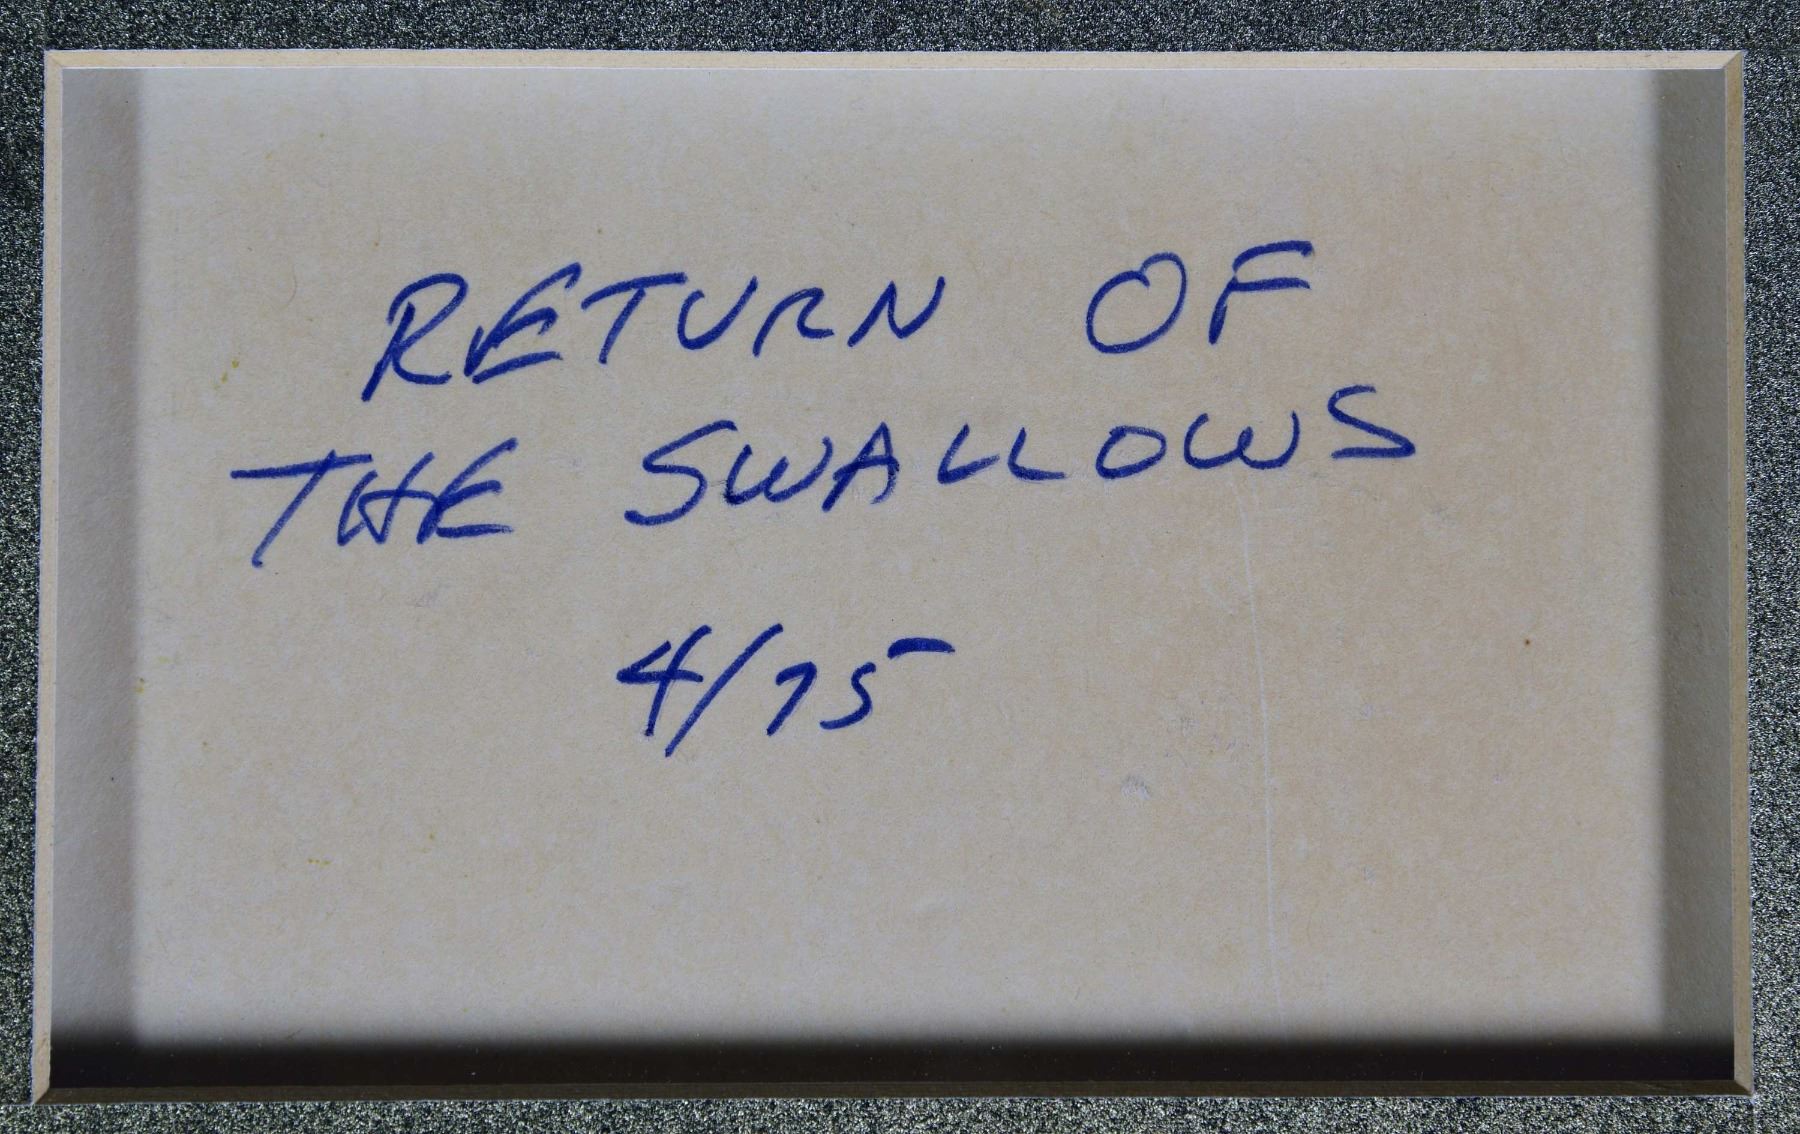 RETURN OF
THE SWALLOWS
4/75